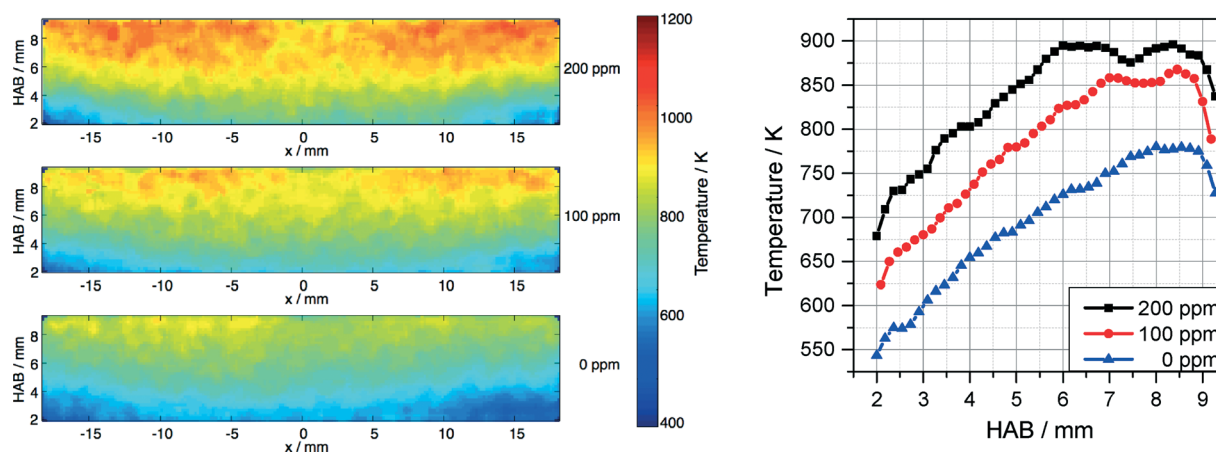 HAB / mm
8
6
4
2
-15 -10 -5 0 5 10 15
x / mm
200 ppm
HAB / mm
8
6
4
2
-15 -10 -5 0 5 10 15
x / mm
100 ppm
HAB / mm
8
6
4
2
-15 -10 -5 0 5 10 15
x / mm
0 ppm
1200
1000
800
600
400
Temperature / K
Temperature / K
900
850
800
750
700
650
600
550
2 3 4 5 6 7 8 9
HAB / mm
200 ppm
100 ppm
0 ppm